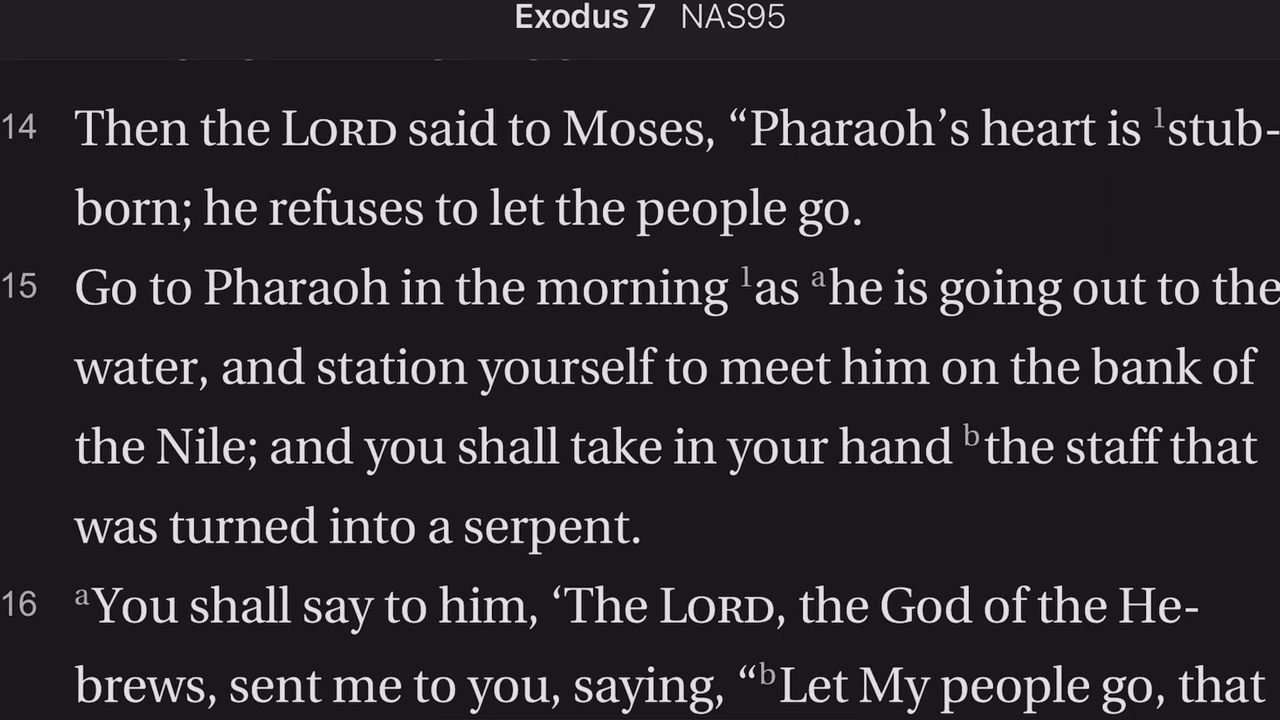 Exodus 7 NAS95
14 Then the LORD said to Moses, “Pharaoh’s heart is 1stub-
born; he refuses to let the people go.
15 Go to Pharaoh in the morning 1as ahe is going out to the
water, and station yourself to meet him on the bank of
the Nile; and you shall take in your hand bthe staff that
was turned into a serpent.
16 aYou shall say to him, ‘The LORD, the God of the He-
brews, sent me to you, saying, “bLet My people go, that